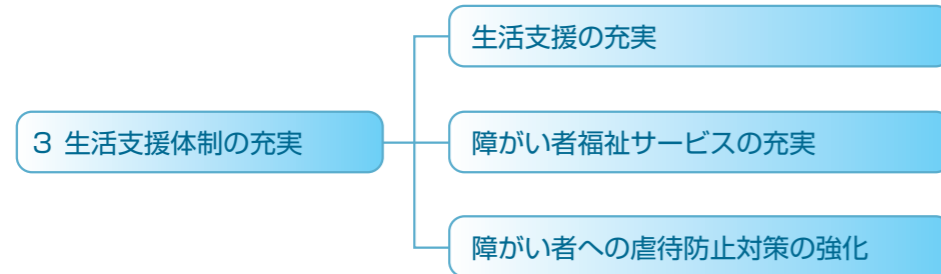 生活支援の充実
3 生活支援体制の充実
障がい者福祉サービスの充実
障がい者への虐待防止対策の強化